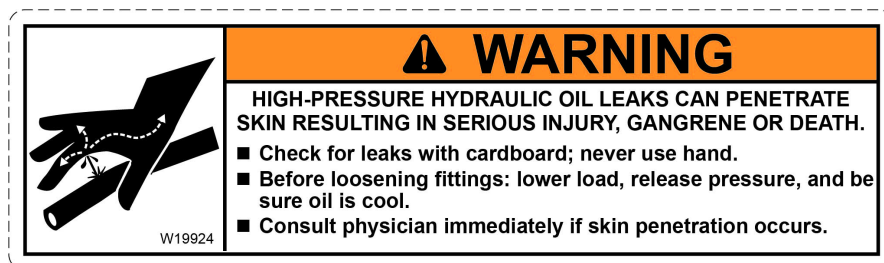 WARNING
HIGH-PRESSURE HYDRAULIC OIL LEAKS CAN PENETRATE
SKIN RESULTING IN SERIOUS INJURY, GANGRENE OR DEATH.
■ Check for leaks with cardboard; never use hand.
■ Before loosening fittings: lower load, release pressure, and be
sure oil is cool.
■ Consult physician immediately if skin penetration occurs.
W19924